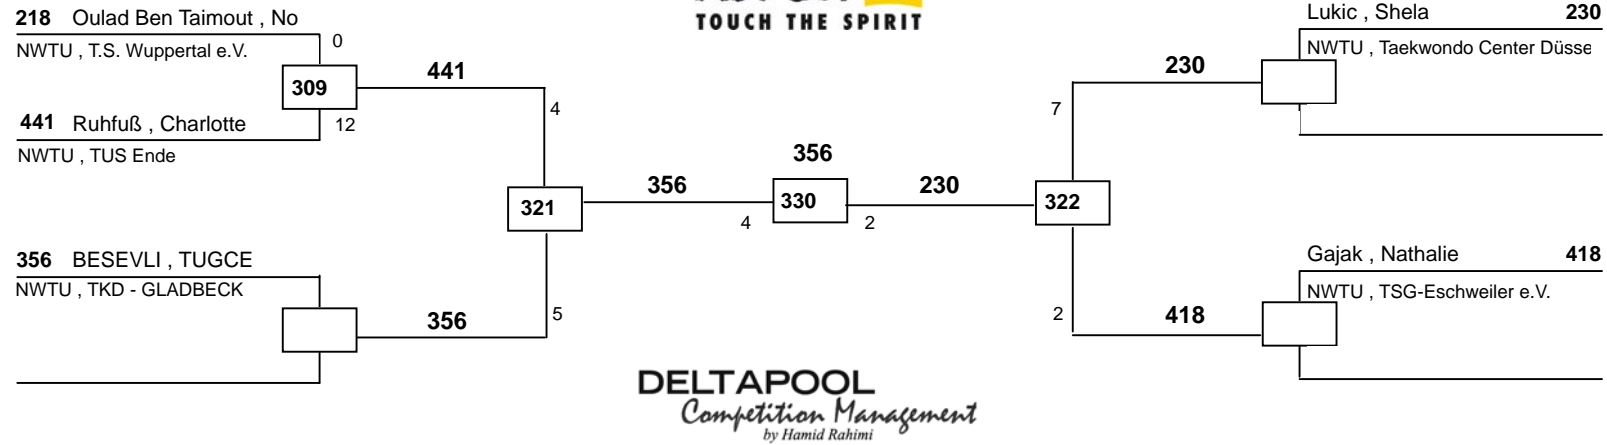 TOUCH THE SPIRIT
218 Oulad Ben Taimout , No
NWTU , T.S. Wuppertal e.V.
0
309
441
12
441 Ruhfuß , Charlotte
NWTU , TUS Ende
4
321
356
4
356
330
230
2
356 BESEVLI , TUGCE
NWTU , TKD - GLADBECK
356
5
Lukic , Shela 230
NWTU , Taekwondo Center Düsse
230
7
322
Gajak , Nathalie 418
NWTU , TSG-Eschweiler e.V.
2
418
DELTAPOOL
Competition Management
by Hamid Rahimi